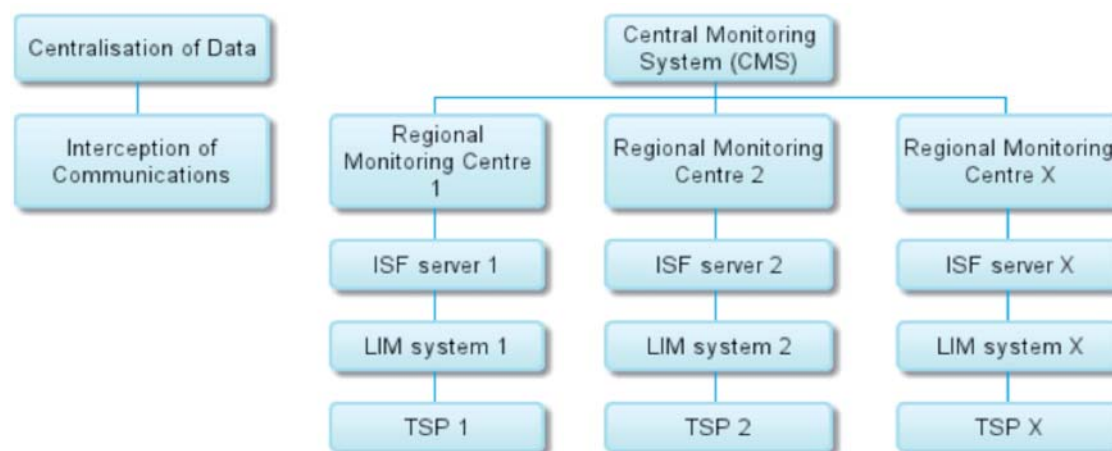 Centralisation of Data
Interception of
Communications
Central Monitoring
System (CMS)
Regional
Monitoring Centre
1
Regional Monitoring
Centre 2
Regional Monitoring
Centre X
ISF server 1
ISF server 2
ISF server X
LIM system 1
LIM system 2
LIM system X
TSP 1
TSP 2
TSP X